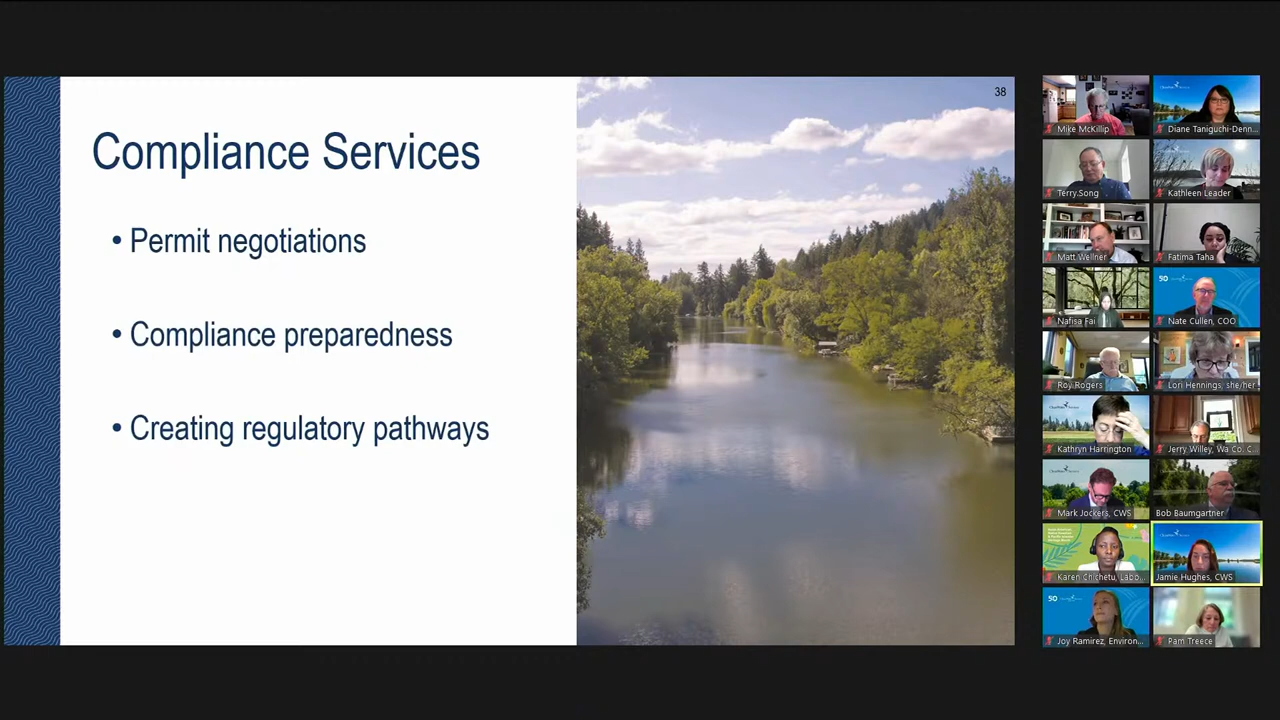 38
Compliance Services
• Permit negotiations
• Compliance preparedness
• Creating regulatory pathways
Mike McKillip
Diane Taniguchi-Denn...
Terry.Song
Kathleen Leader
Matt Wellner
Fatima Taha
Nafisa Fai
50
Nate Cullen, COO
Roy Rogers
Lori Hennings, she/her
Kathryn Harrington
Jerry Willey, Wa Co. C...
Mark Jockers, CWS
Bob Baumgartner
Karen Chichetu, Labo...
Jamie Hughes, CWS
50
Joy Ramirez, Environ...
Pam Treece